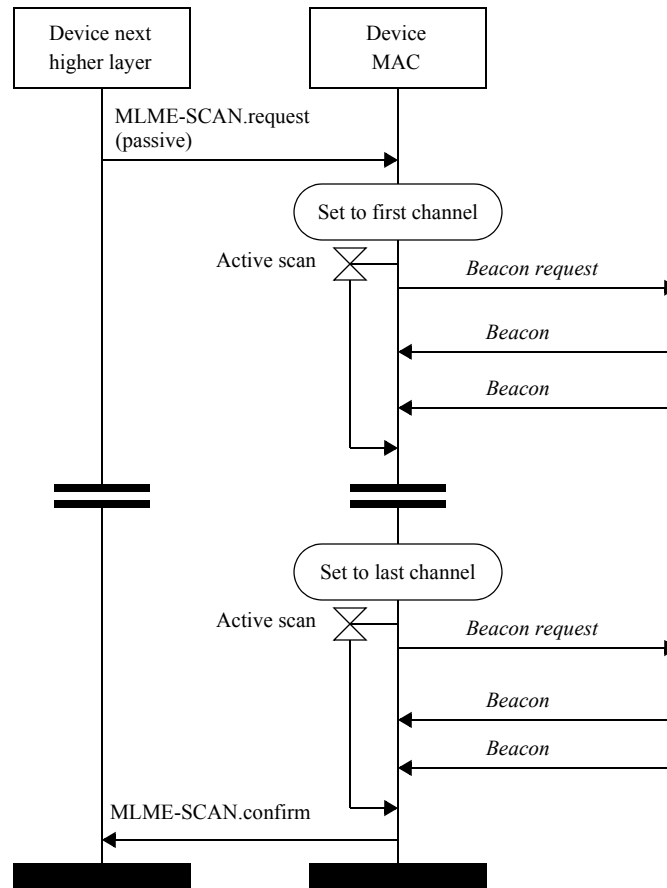 Device next
higher layer
Device
MAC
MLME-SCAN.request
(passive)
Set to first channel
Active scan
Beacon request
Beacon
Beacon
Set to last channel
Active scan
Beacon request
Beacon
Beacon
MLME-SCAN.confirm